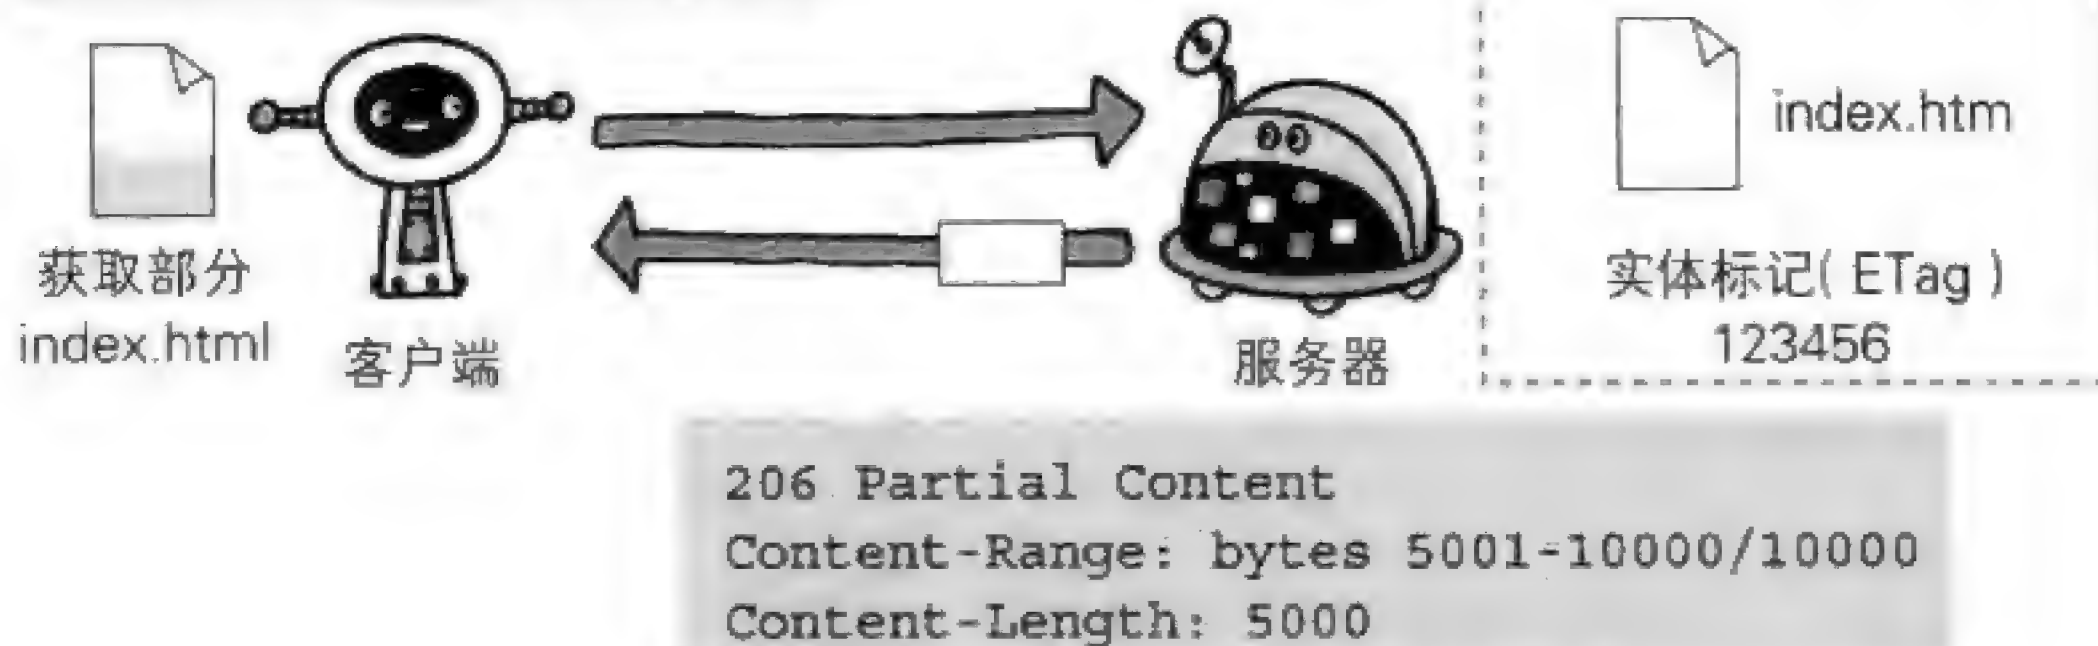 获取部分
index.html
客户端
服务器
index.htm
实体标记( ETag )
123456
206 Partial Content
Content-Range: bytes 5001-10000/10000
Content-Length: 5000